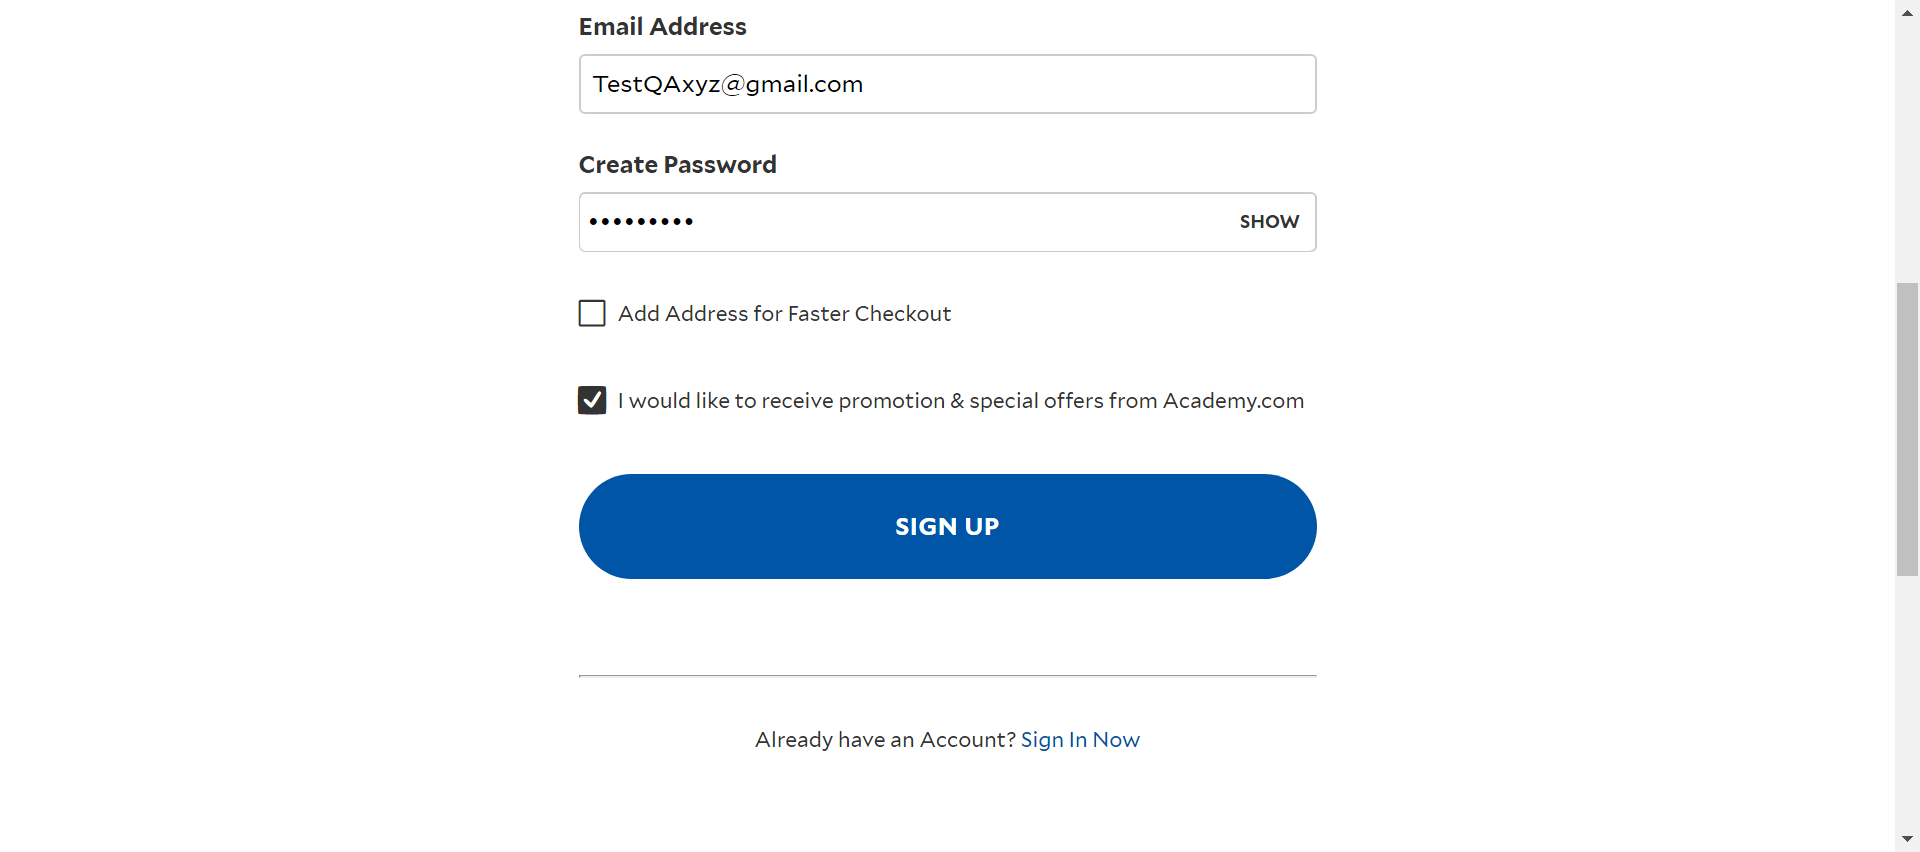 Email Address
TestQAxyz@gmail.com
Create Password
•••••••••
SHOW
Add Address for Faster Checkout
I would like to receive promotion & special offers from Academy.com
SIGN UP
Already have an Account? Sign In Now